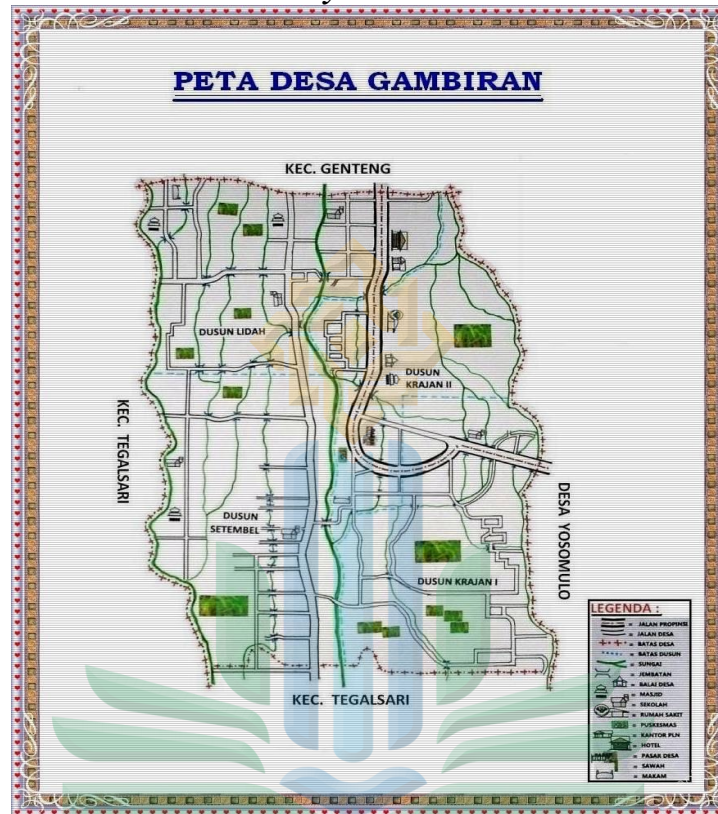 PETA DESA GAMBIRAN
KEC. GENTENG
DUSUN LIDAH
DUSUN
KRAJAN II
KEC. TEGALSARI
DUSUN
SETEMBEL
DESA YOSOMULO
DUSUN KRAJAN I
KEC. TEGALSARI
LEGENDA :
= JALAN PROPINSI
= JALAN DESA
= BATAS DESA
= BATAS DUSUN
= SUNGAI
= JEMBATAN
= BALAI DESA
= MASJID
= SEKOLAH
= RUMAH SAKIT
= PUSKESMAS
= KANTOR PLN
= HOTEL
= PASAR DESA
= SAWAH
= MAKAM